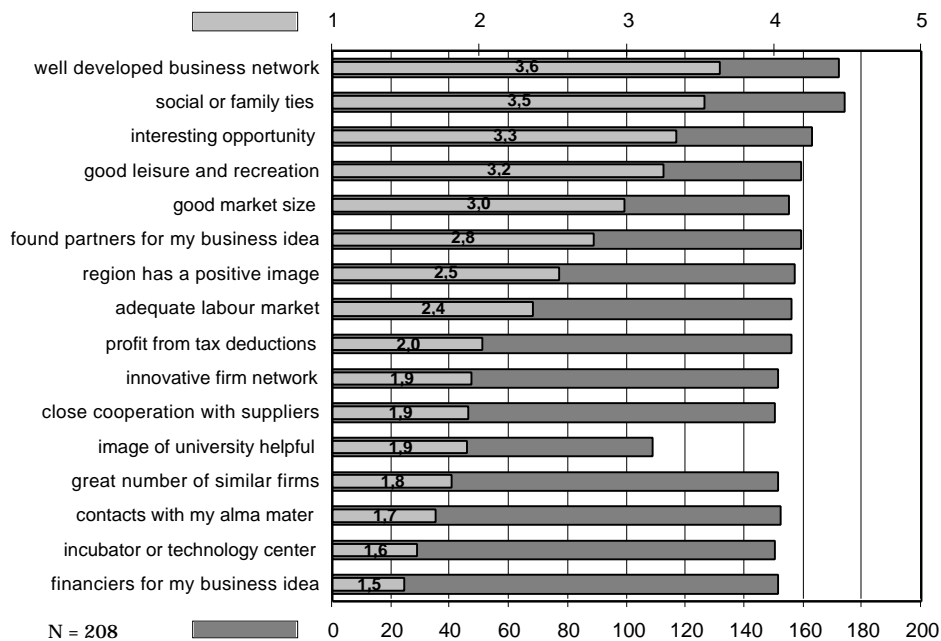 1 2 3 4 5
well developed business network 3,6
social or family ties 3,5
interesting opportunity 3,3
good leisure and recreation 3,2
good market size 3,0
found partners for my business idea 2,8
region has a positive image 2,5
adequate labour market 2,4
profit from tax deductions 2,0
innovative firm network 1,9
close cooperation with suppliers 1,9
image of university helpful 1,9
great number of similar firms 1,8
contacts with my alma mater 1,7
incubator or technology center 1,6
financiers for my business idea 1,5
N = 208 0 20 40 60 80 100 120 140 160 180 200